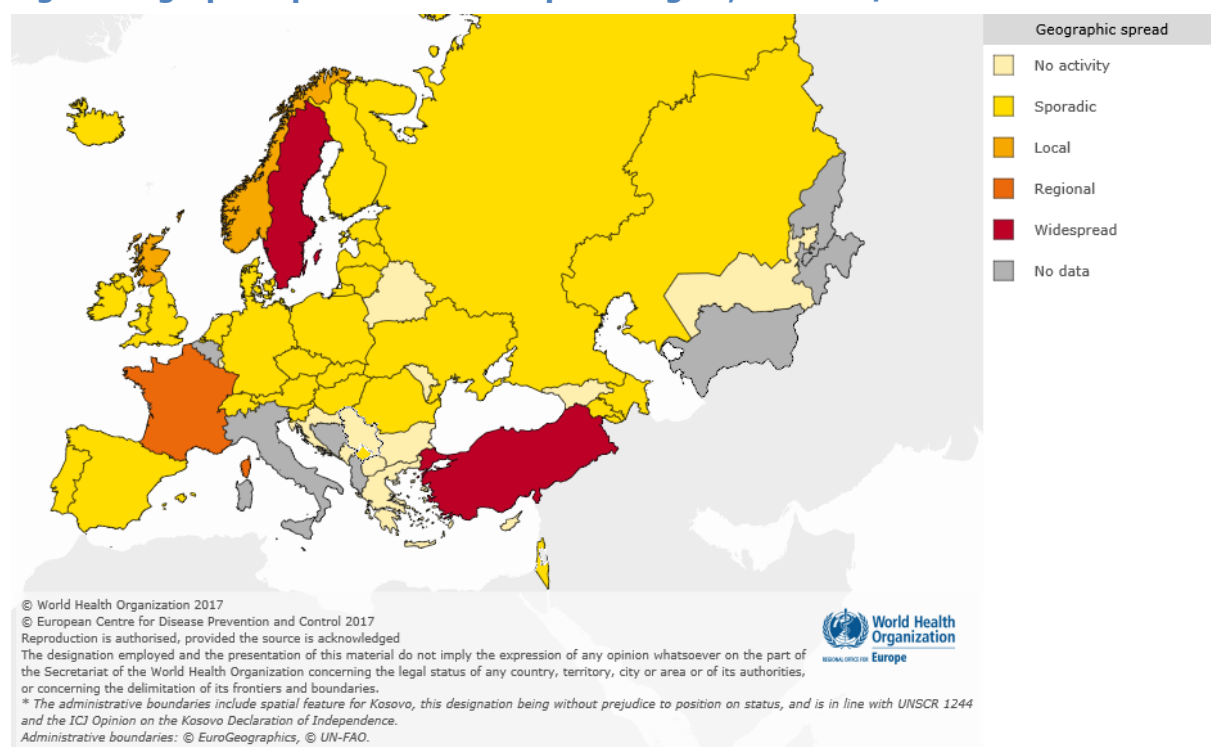 Geographic spread
No activity
Sporadic
Local
Regional
Widespread
No data
© World Health Organization 2017
© European Centre for Disease Prevention and Control 2017
Reproduction is authorised, provided the source is acknowledged
The designation employed and the presentation of this material do not imply the expression of any opinion whatsoever on the part of
the Secretariat of the World Health Organization concerning the legal status of any country, territory, city or area or of its authorities,
or concerning the delimitation of its frontiers and boundaries.
* The administrative boundaries include spatial feature for Kosovo, this designation being without prejudice to position on status, and is in line with UNSCR 1244
and the ICJ Opinion on the Kosovo Declaration of Independence.
Administrative boundaries: © EuroGeographics, © UN-FAO.
World Health
Organization
REGIONAL OFFICE FOR Europe